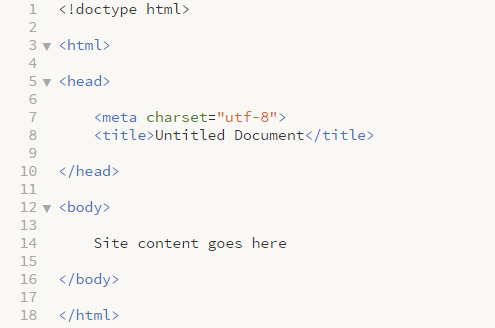 1 <!doctype html>
2
3 <html>
4
5 <head>
6
7 <meta charset="utf-8">
8 <title>Untitled Document</title>
9
10 </head>
11
12 <body>
13
14 Site content goes here
15
16 </body>
17
18 </html>